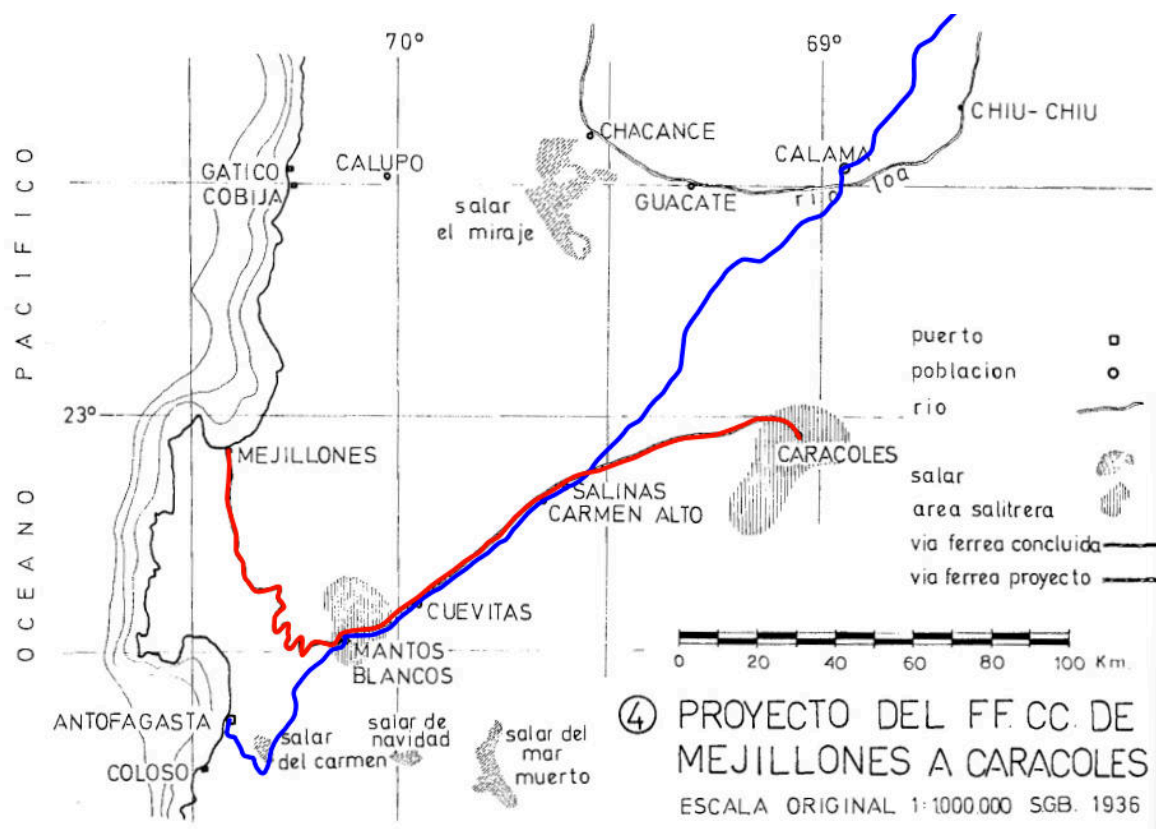 70°
69°
CHIU-CHIU
CHACANCE
CALAMA
GATICO
CALUPO
COBIJA
GUACATE
rio loa
salar
el miraje
OCEANO PACIFICO
puerto
poblacion
rio
23°
MEJILLONES
CARACOLES
salar
SALINAS
CARMEN ALTO
area salitrera
via ferrea concluida
via ferrea proyecto
CUEVITAS
MANTOS
BLANCOS
0 20 40 60 80 100 Km.
ANTOFAGASTA
salar
del carmen
salar de
navidad
salar del
mar
muerto
COLOSO
4 PROYECTO DEL FF. CC. DE
MEJILLONES A CARACOLES
ESCALA ORIGINAL 1:1000.000 SGB. 1936